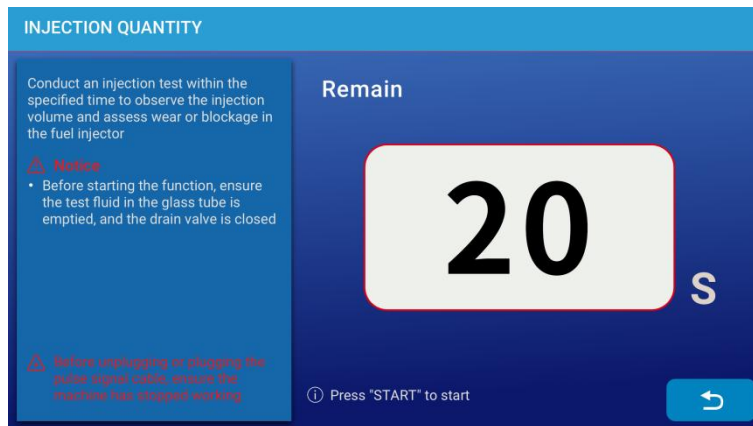 INJECTION QUANTITY
Conduct an injection test within the
specified time to observe the injection
volume and assess wear or blockage in
the fuel injector
Notice
• Before starting the function, ensure
the test fluid in the glass tube is
emptied, and the drain valve is closed
Before unplugging or plugging the
pulse signal cable, ensure the
machine has stopped working
Remain
20
S
Press "START" to start